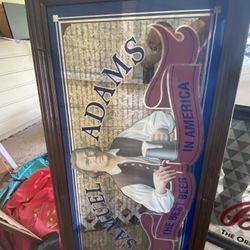 SAMUEL ADAMS
THE BEST BEER
IN AMERICA